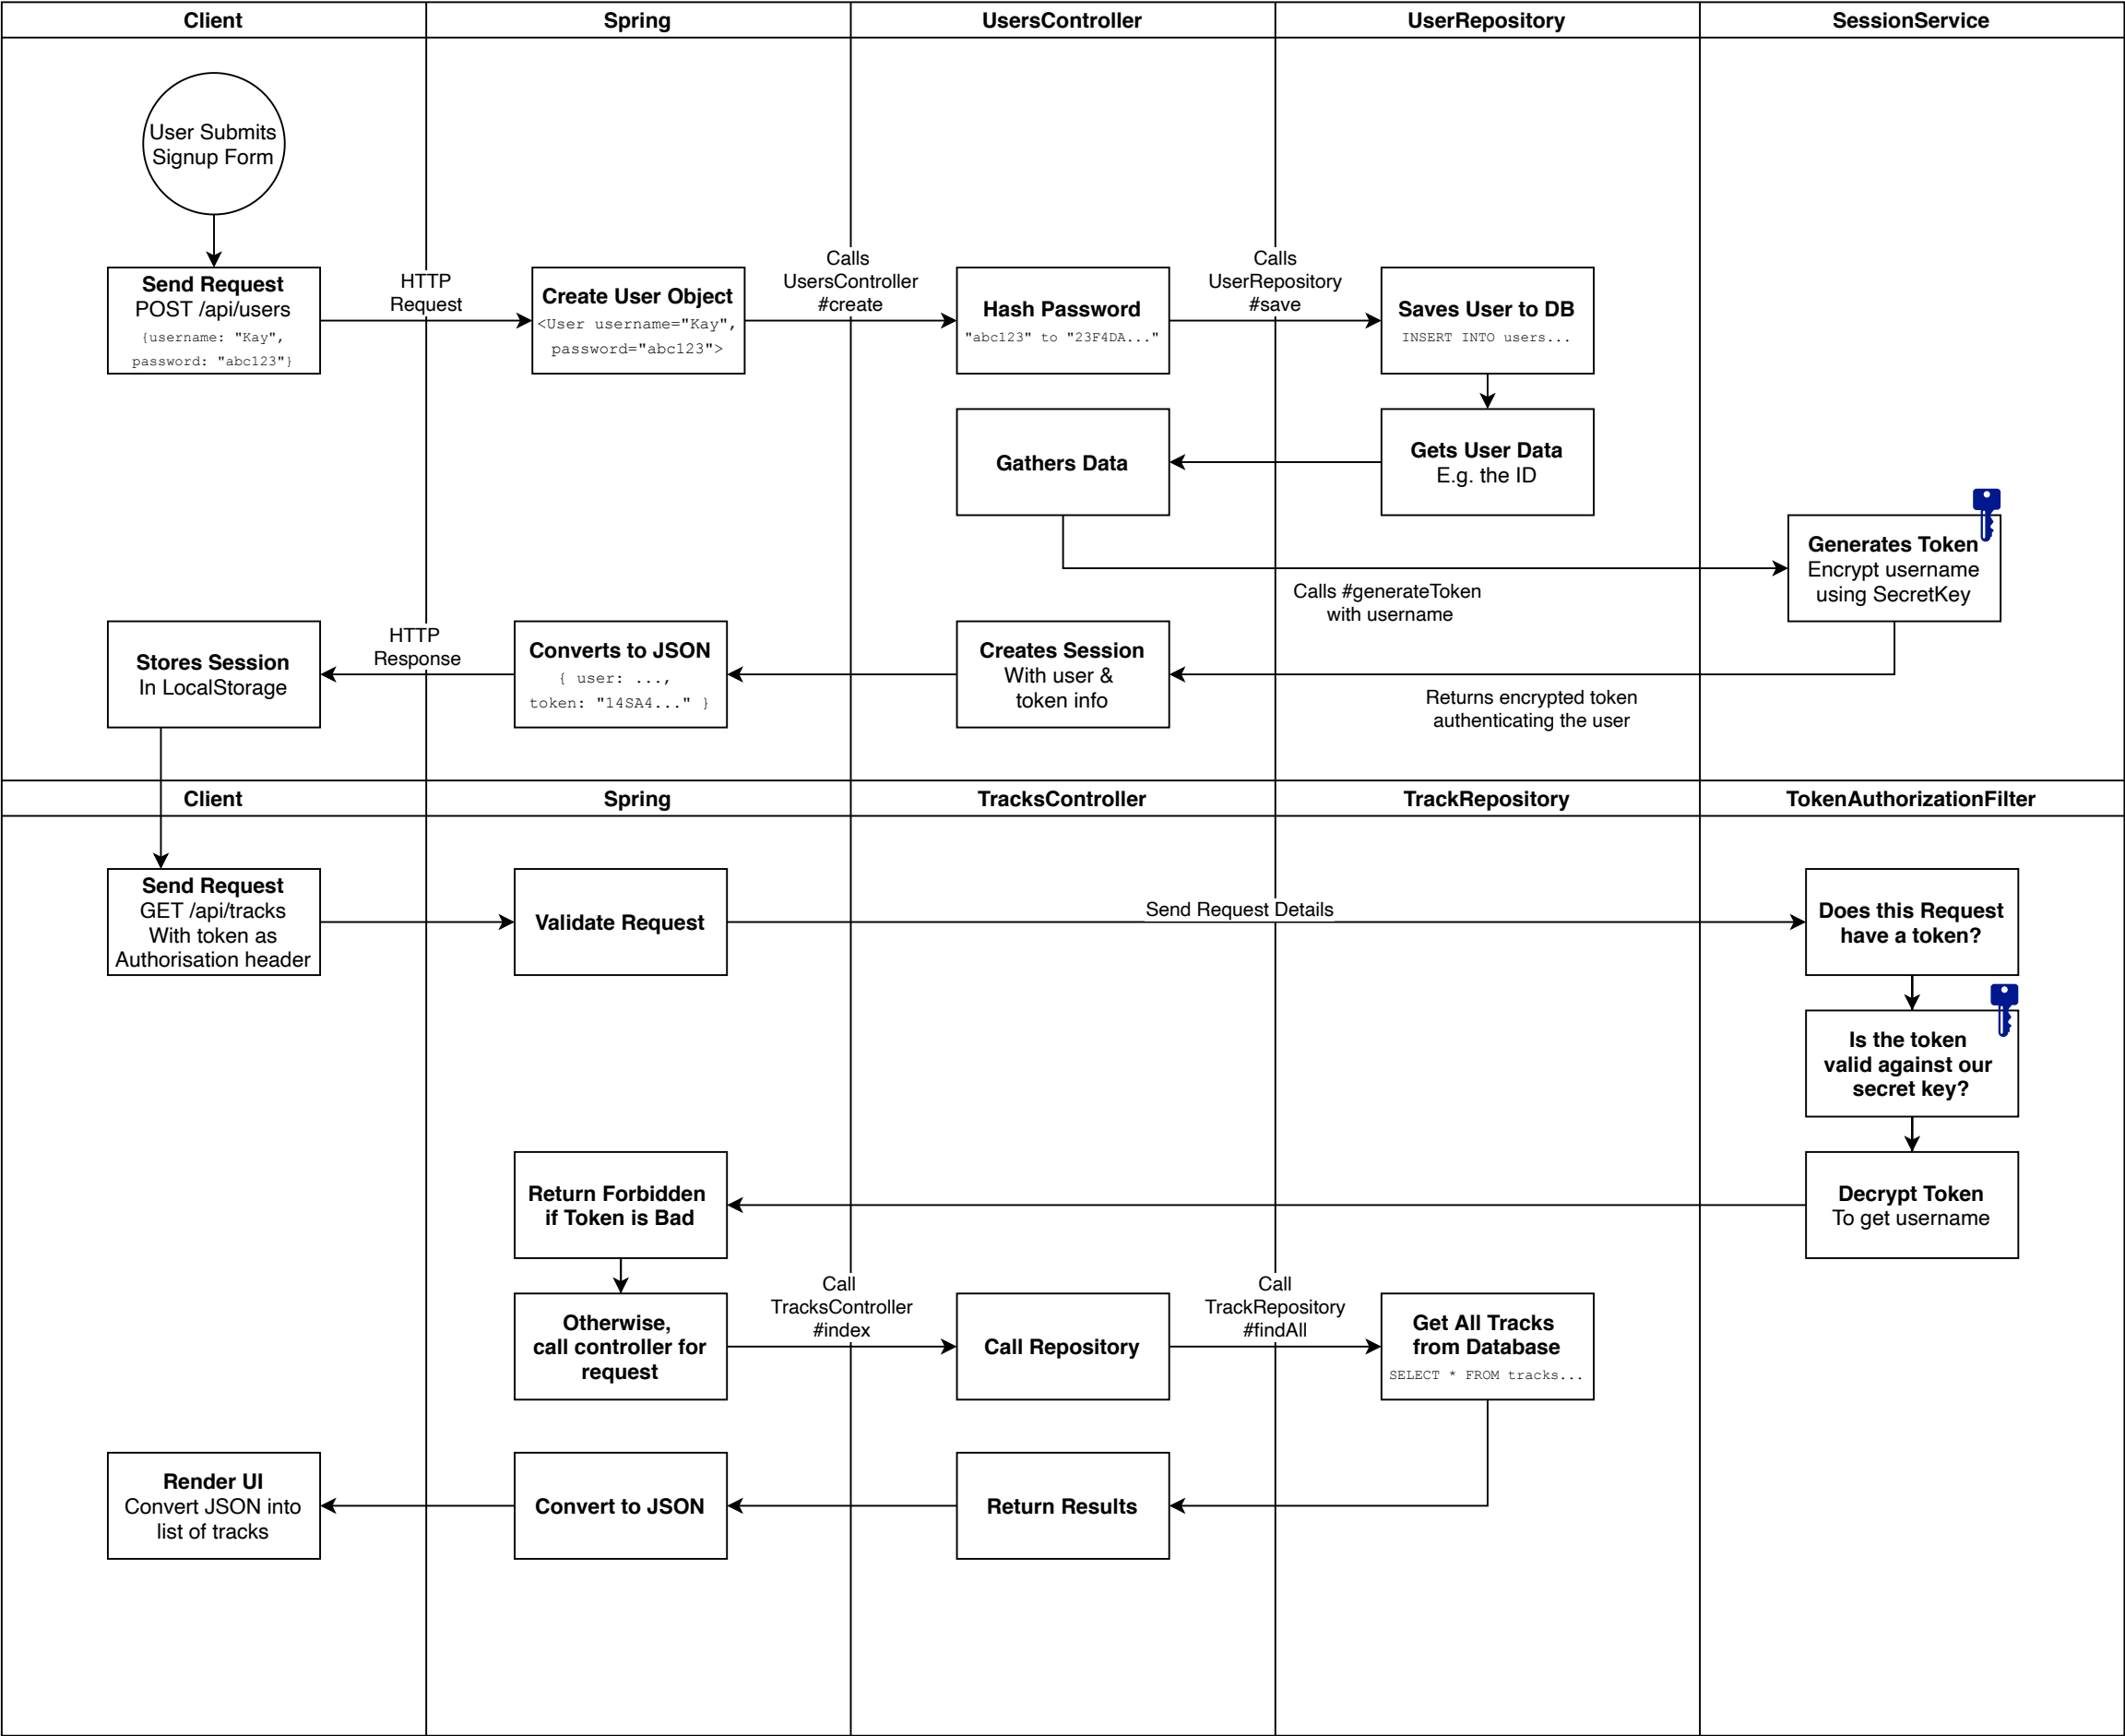 Client
Spring
UsersController
UserRepository
SessionService
User Submits
Signup Form
Send Request
POST /api/users
{username: "Kay",
password: "abc123"}
HTTP
Request
Create User Object
<User username="Kay",
password="abc123">
Calls
UsersController
#create
Hash Password
"abc123" to "23F4DA..."
Calls
UserRepository
#save
Saves User to DB
INSERT INTO users...
Gathers Data
Gets User Data
E.g. the ID
Generates Token
Encrypt username
using SecretKey
Calls #generateToken
with username
Stores Session
In LocalStorage
HTTP
Response
Converts to JSON
{ user: ...,
token: "14SA4..." }
Creates Session
With user &
token info
Returns encrypted token
authenticating the user
Client
Spring
TracksController
TrackRepository
TokenAuthorizationFilter
Send Request
GET /api/tracks
With token as
Authorisation header
Validate Request
Send Request Details
Does this Request
have a token?
Is the token
valid against our
secret key?
Return Forbidden
if Token is Bad
Decrypt Token
To get username
Otherwise,
call controller for
request
Call
TracksController
#index
Call Repository
Call
TrackRepository
#findAll
Get All Tracks
from Database
SELECT * FROM tracks...
Render UI
Convert JSON into
list of tracks
Convert to JSON
Return Results